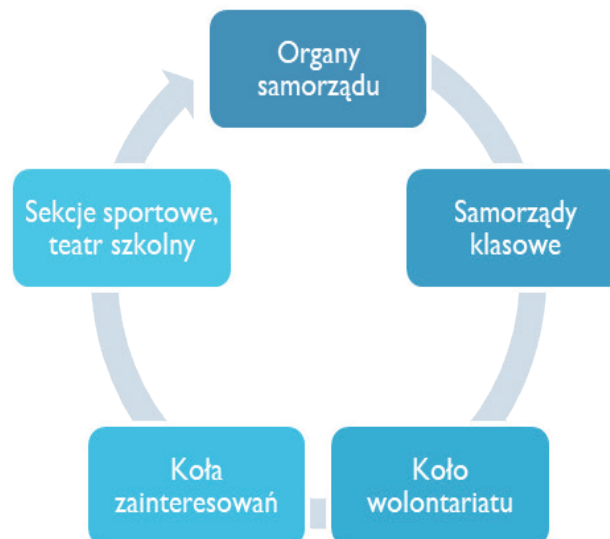 Organy
samorządu
Samorządy
klasowe
Koło
wolontariatu
Koła
zainteresowań
Sekcje sportowe,
teatr szkolny